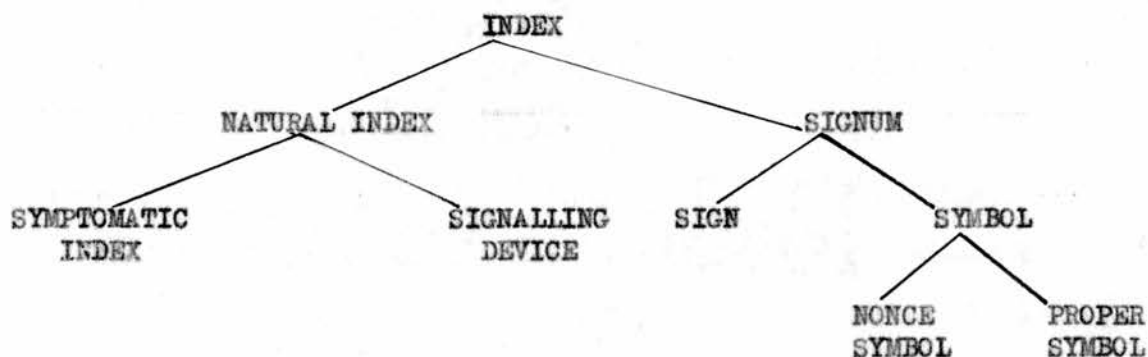 INDEX
NATURAL INDEX SIGNUM
SYMPTOMATIC SIGNALLING SIGN SYMBOL
INDEX DEVICE
NONCE PROPER
SYMBOL SYMBOL